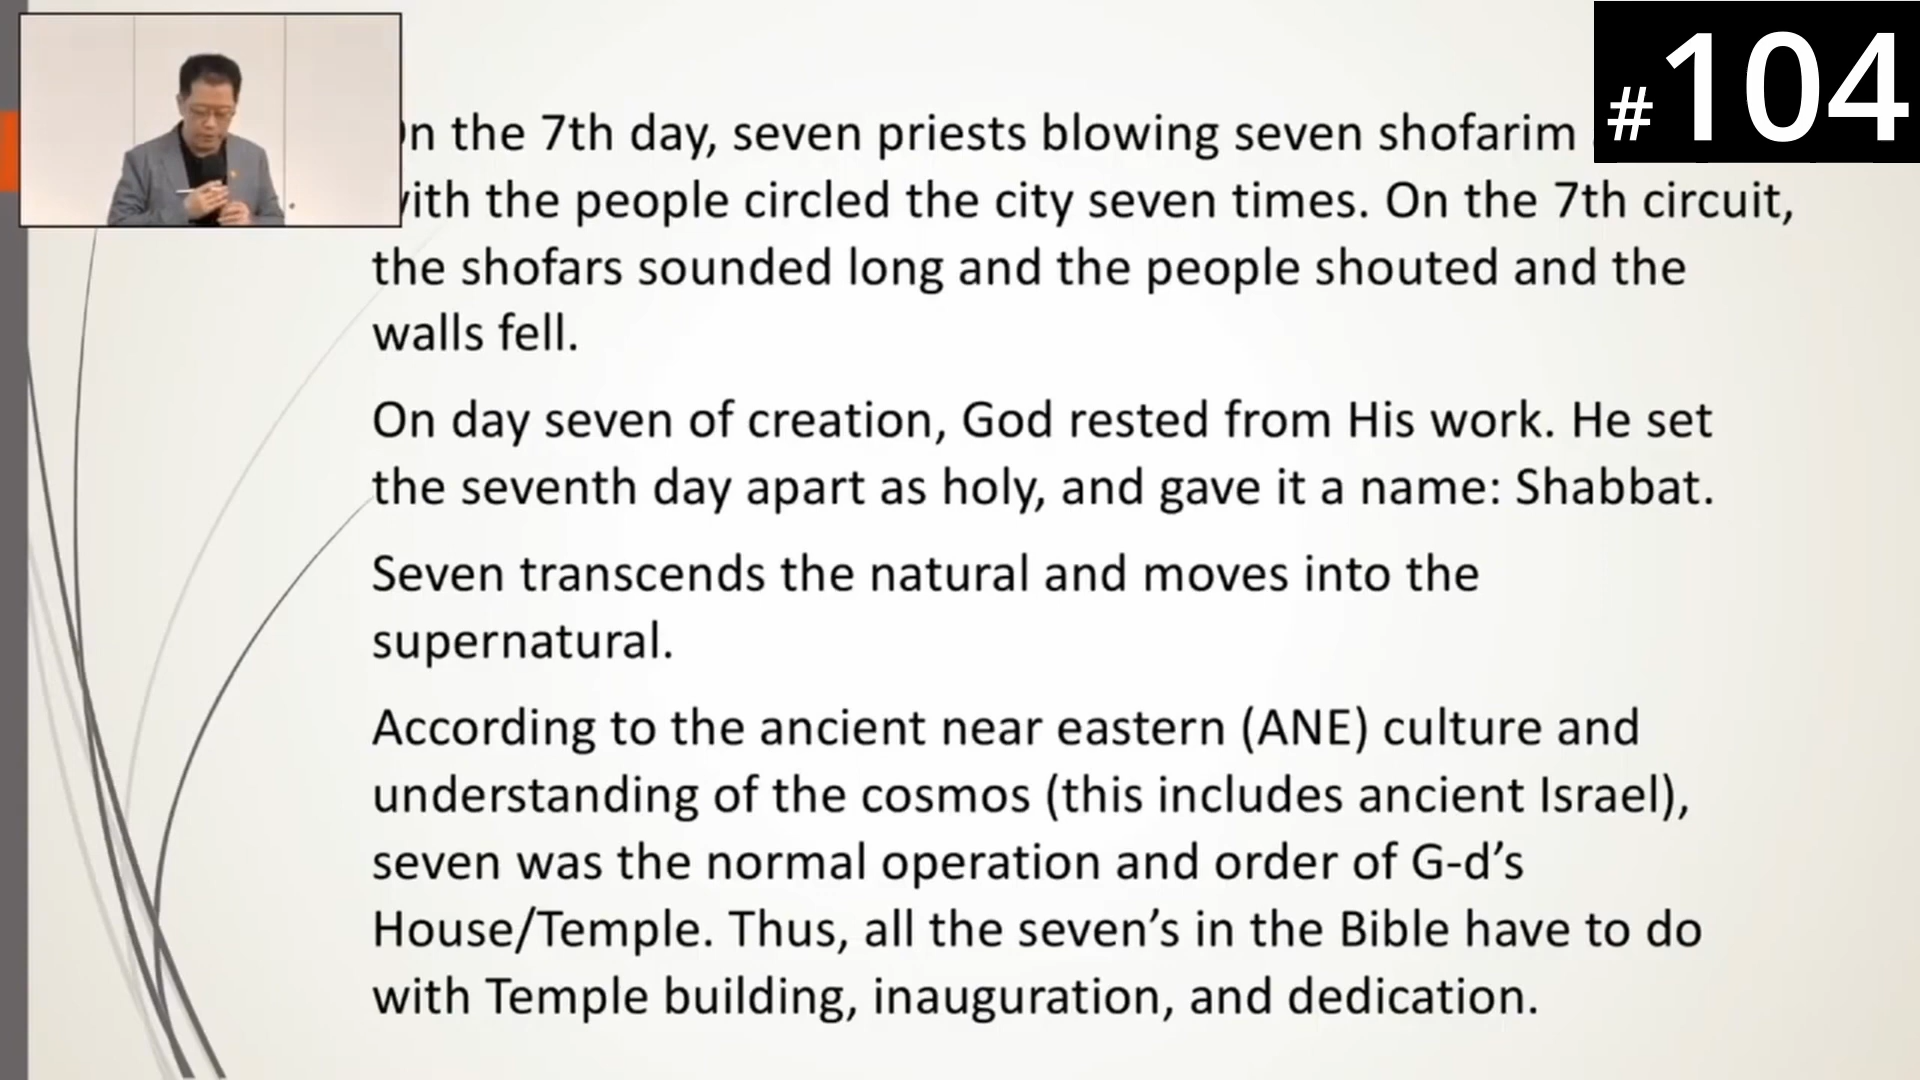 #104
On the 7th day, seven priests blowing seven shofarim
with the people circled the city seven times. On the 7th circuit,
the shofars sounded long and the people shouted and the
walls fell.
On day seven of creation, God rested from His work. He set
the seventh day apart as holy, and gave it a name: Shabbat.
Seven transcends the natural and moves into the
supernatural.
According to the ancient near eastern (ANE) culture and
understanding of the cosmos (this includes ancient Israel),
seven was the normal operation and order of G-d’s
House/Temple. Thus, all the seven’s in the Bible have to do
with Temple building, inauguration, and dedication.